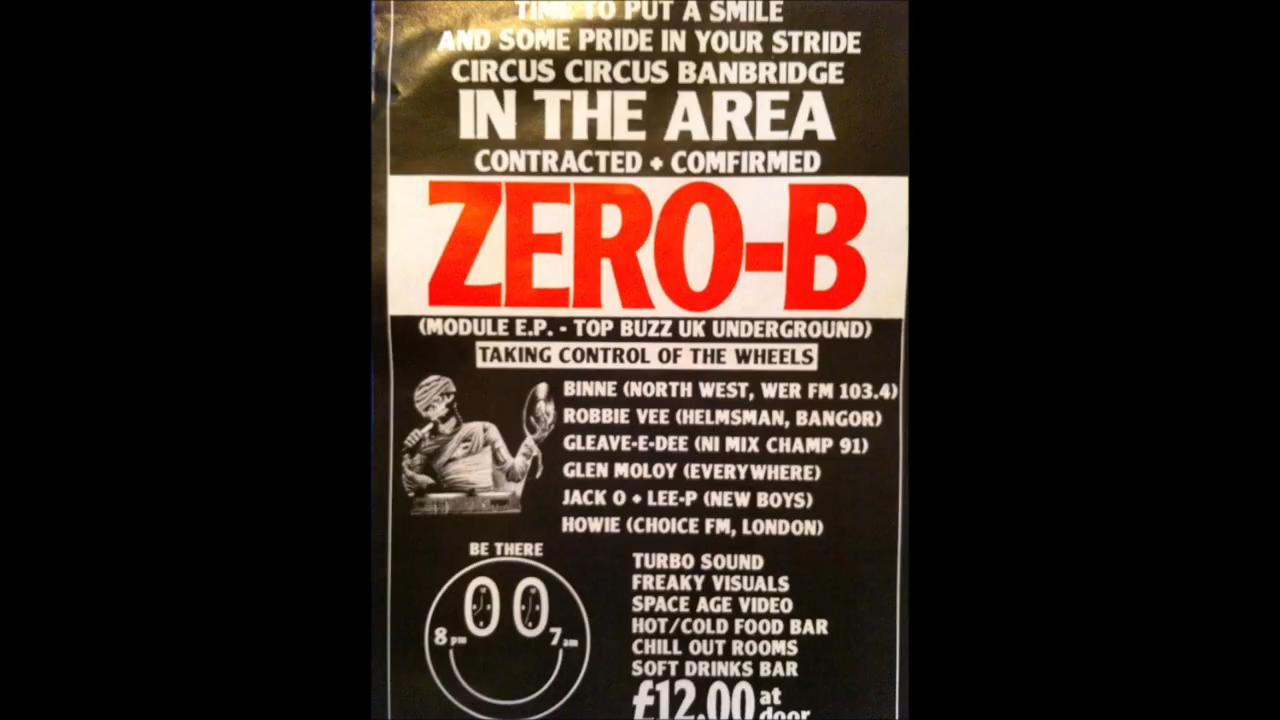 TIME TO PUT A SMILE
AND SOME PRIDE IN YOUR STRIDE
CIRCUS CIRCUS BANBRIDGE
IN THE AREA
CONTRACTED + COMFIRMED
ZERO-B
(MODULE E.P. - TOP BUZZ UK UNDERGROUND)
TAKING CONTROL OF THE WHEELS
BINNE (NORTH WEST, WER FM 103.4)
ROBBIE VEE (HELMSMAN, BANGOR)
GLEAVE-E-DEE (NI MIX CHAMP 91)
GLEN MOLOY (EVERYWHERE)
JACK O + LEE-P (NEW BOYS)
HOWIE (CHOICE FM, LONDON)
BE THERE
8pm 7am
TURBO SOUND
FREAKY VISUALS
SPACE AGE VIDEO
HOT/COLD FOOD BAR
CHILL OUT ROOMS
SOFT DRINKS BAR
£12.00 at door